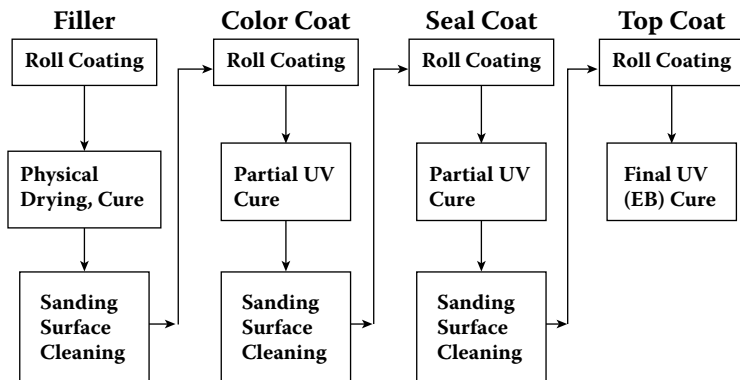 Filler
Roll Coating
Physical
Drying, Cure
Sanding
Surface
Cleaning
Color Coat
Roll Coating
Partial UV
Cure
Sanding
Surface
Cleaning
Seal Coat
Roll Coating
Partial UV
Cure
Sanding
Surface
Cleaning
Top Coat
Roll Coating
Final UV
(EB) Cure